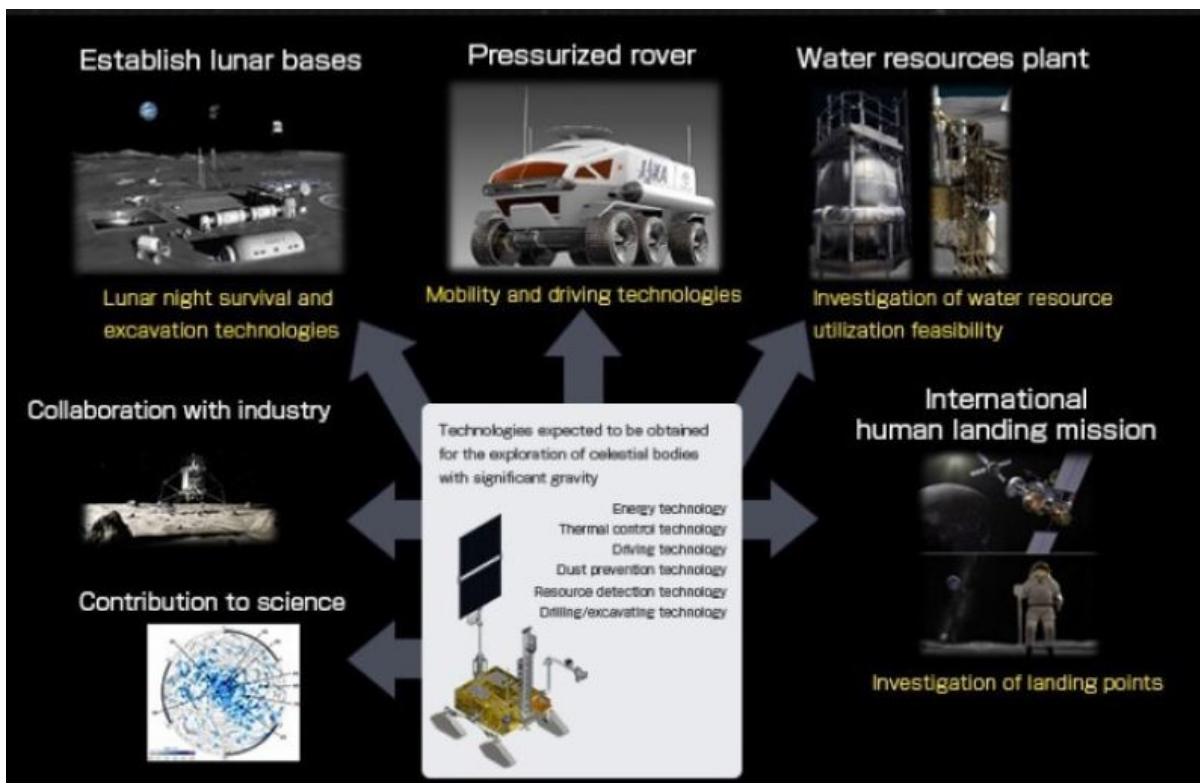 Establish lunar bases
Pressurized rover
Water resources plant
JAXA
Lunar night survival and
excavation technologies
Mobility and driving technologies
Investigation of water resource
utilization feasibility
Collaboration with industry
International
human landing mission
Technologies expected to be obtained
for the exploration of celestial bodies
with significant gravity
Energy technology
Thermal control technology
Driving technology
Dust prevention technology
Resource detection technology
Drilling/excavating technology
Contribution to science
Investigation of landing points